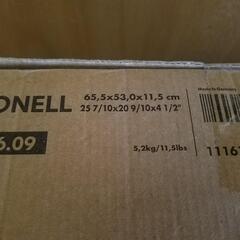 ONELL
65,5x53,0x11,5 cm
25 7/10x20 9/10x4 1/2"
Made in Germany
6.09
5,2kg/11,5lbs
1116